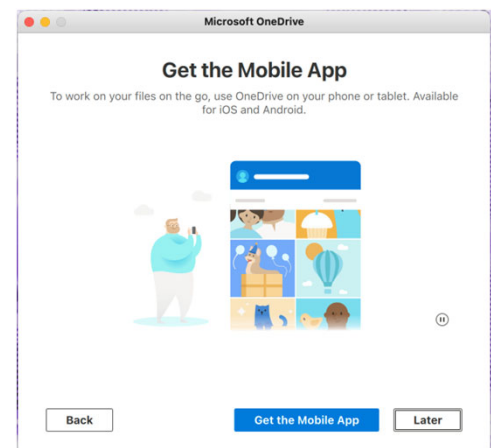 Microsoft OneDrive
Get the Mobile App
To work on your files on the go, use OneDrive on your phone or tablet. Available
for iOS and Android.
Back
Get the Mobile App
Later